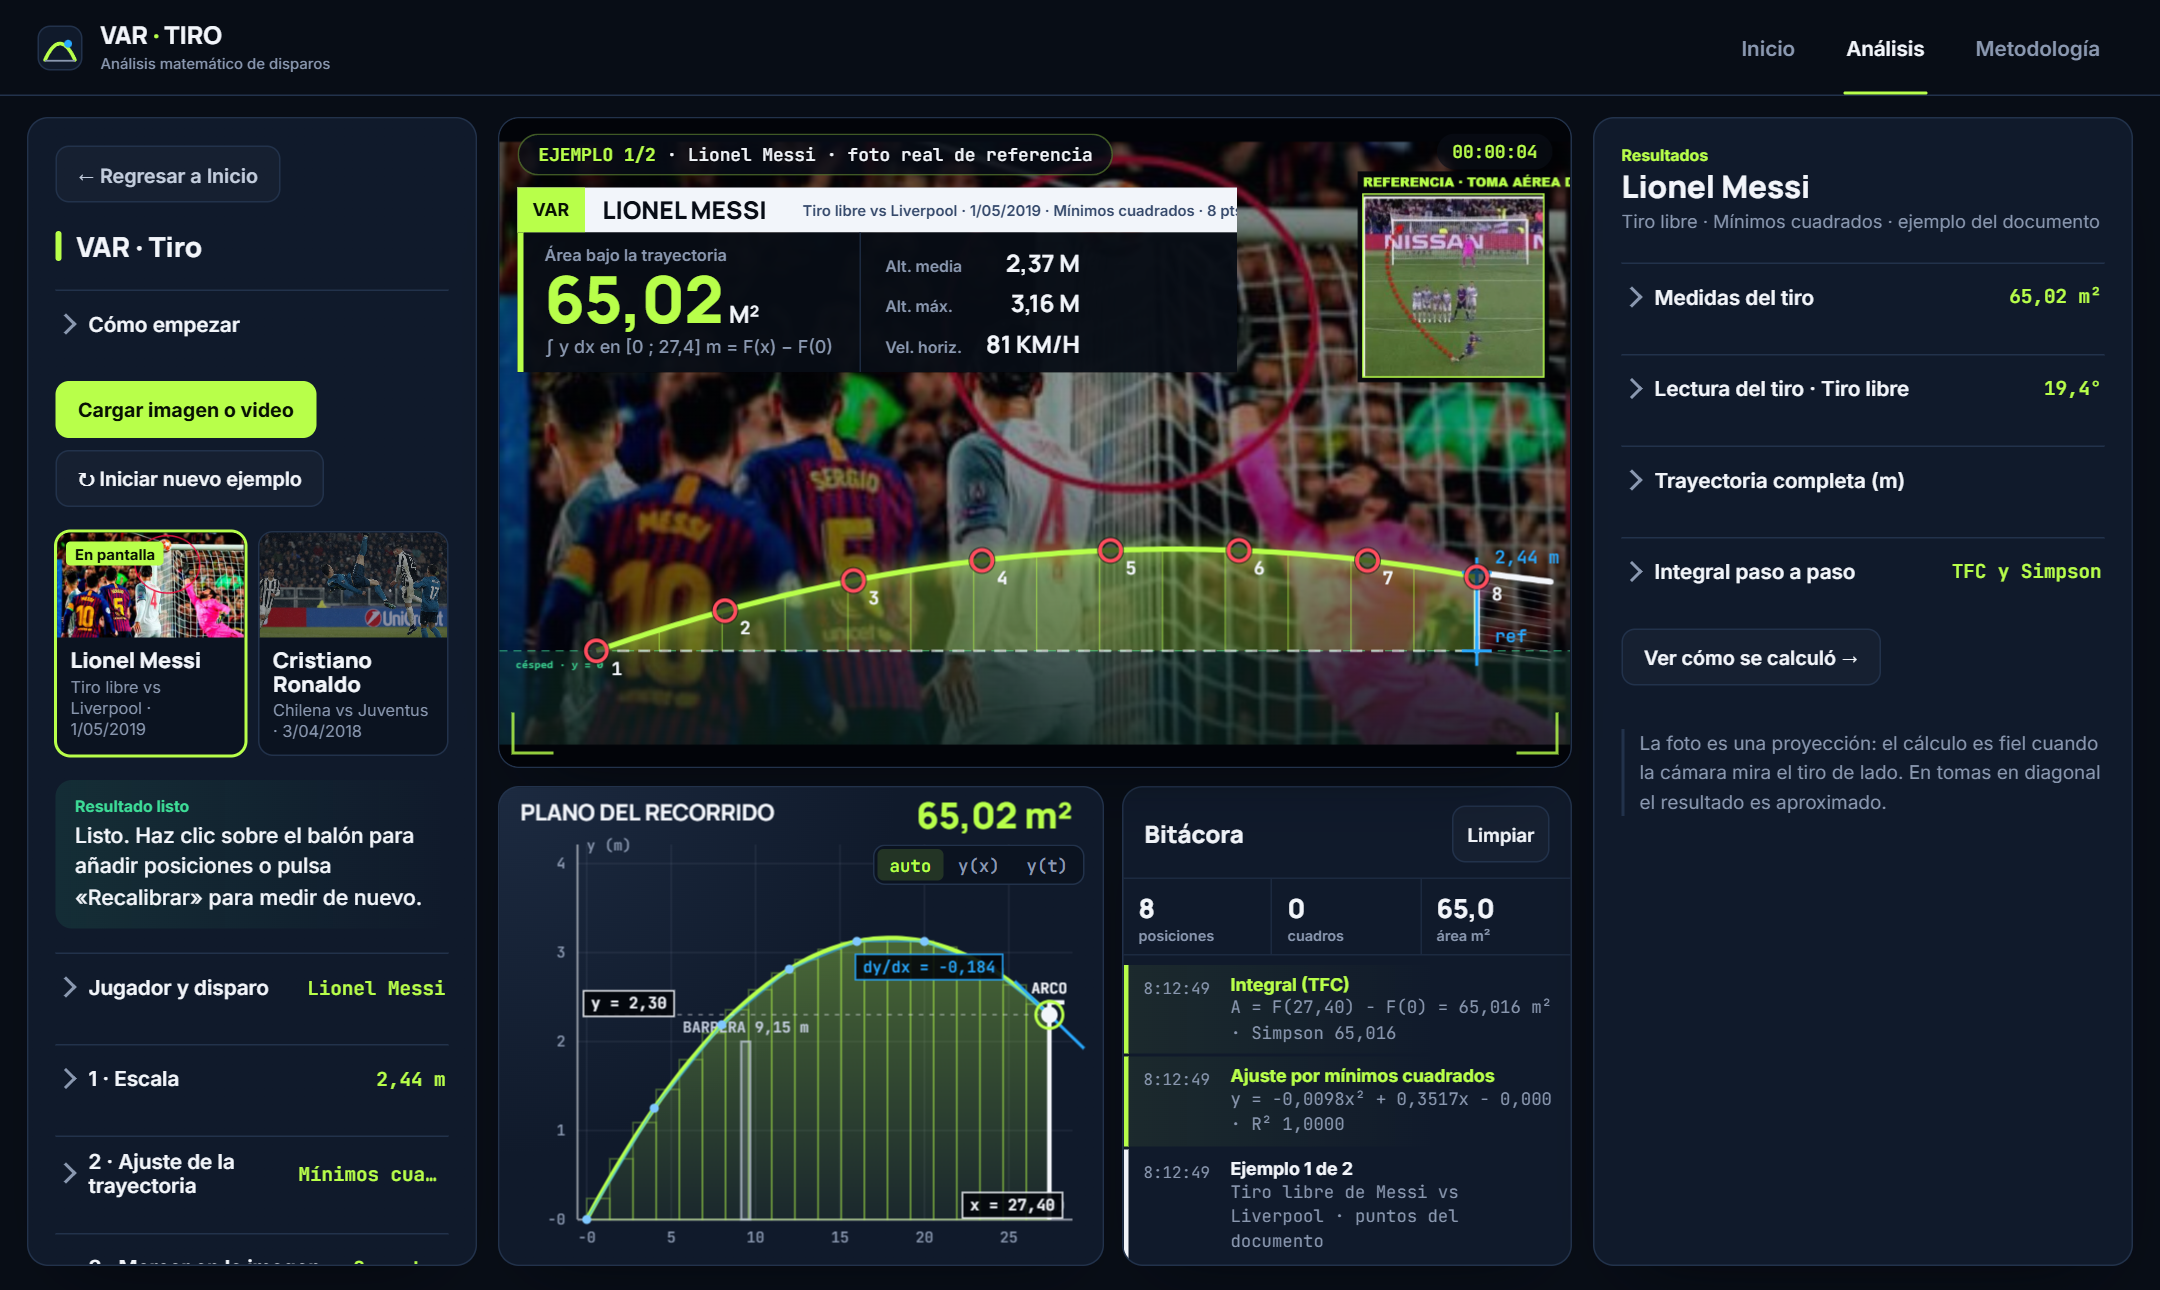 VAR · TIRO
Análisis matemático de disparos
Inicio
Análisis
Metodología
← Regresar a Inicio
VAR · Tiro
Cómo empezar
Cargar imagen o video
↻ Iniciar nuevo ejemplo
En pantalla
Lionel Messi
Tiro libre vs
Liverpool ·
1/05/2019
Cristiano
Ronaldo
Chilena vs Juventus
· 3/04/2018
Resultado listo
Listo. Haz clic sobre el balón para
añadir posiciones o pulsa
«Recalibrar» para medir de nuevo.
Jugador y disparo
Lionel Messi
1 · Escala
2,44 m
2 · Ajuste de la
trayectoria
Mínimos cua…
EJEMPLO 1/2 · Lionel Messi · foto real de referencia
00:00:04
VAR
LIONEL MESSI
Tiro libre vs Liverpool · 1/05/2019 · Mínimos cuadrados · 8 pts
Área bajo la trayectoria
65,02 M²
∫ y dx en [0 ; 27,4] m = F(x) − F(0)
Alt. media 2,37 M
Alt. máx. 3,16 M
Vel. horiz. 81 KM/H
REFERENCIA · TOMA AÉREA D
NISSAN
MESSI
10
SERGIO
5
unicef
4
césped · y = 0
1
2
3
4
5
6
7
8
2,44 m
ref
PLANO DEL RECORRIDO
65,02 m²
y (m)
auto
y(x)
y(t)
4
3
2
1
-0
y = 2,30
dy/dx = -0,184
ARCO
BARRERA 9,15 m
x = 27,40
-0
5
10
15
20
25
Bitácora
Limpiar
8
posiciones
0
cuadros
65,0
área m²
8:12:49
Integral (TFC)
A = F(27,40) - F(0) = 65,016 m²
· Simpson 65,016
8:12:49
Ajuste por mínimos cuadrados
y = -0,0098x² + 0,3517x - 0,000
· R² 1,0000
8:12:49
Ejemplo 1 de 2
Tiro libre de Messi vs
Liverpool · puntos del
documento
Resultados
Lionel Messi
Tiro libre · Mínimos cuadrados · ejemplo del documento
Medidas del tiro
65,02 m²
Lectura del tiro · Tiro libre
19,4°
Trayectoria completa (m)
Integral paso a paso
TFC y Simpson
Ver cómo se calculó →
La foto es una proyección: el cálculo es fiel cuando
la cámara mira el tiro de lado. En tomas en diagonal
el resultado es aproximado.